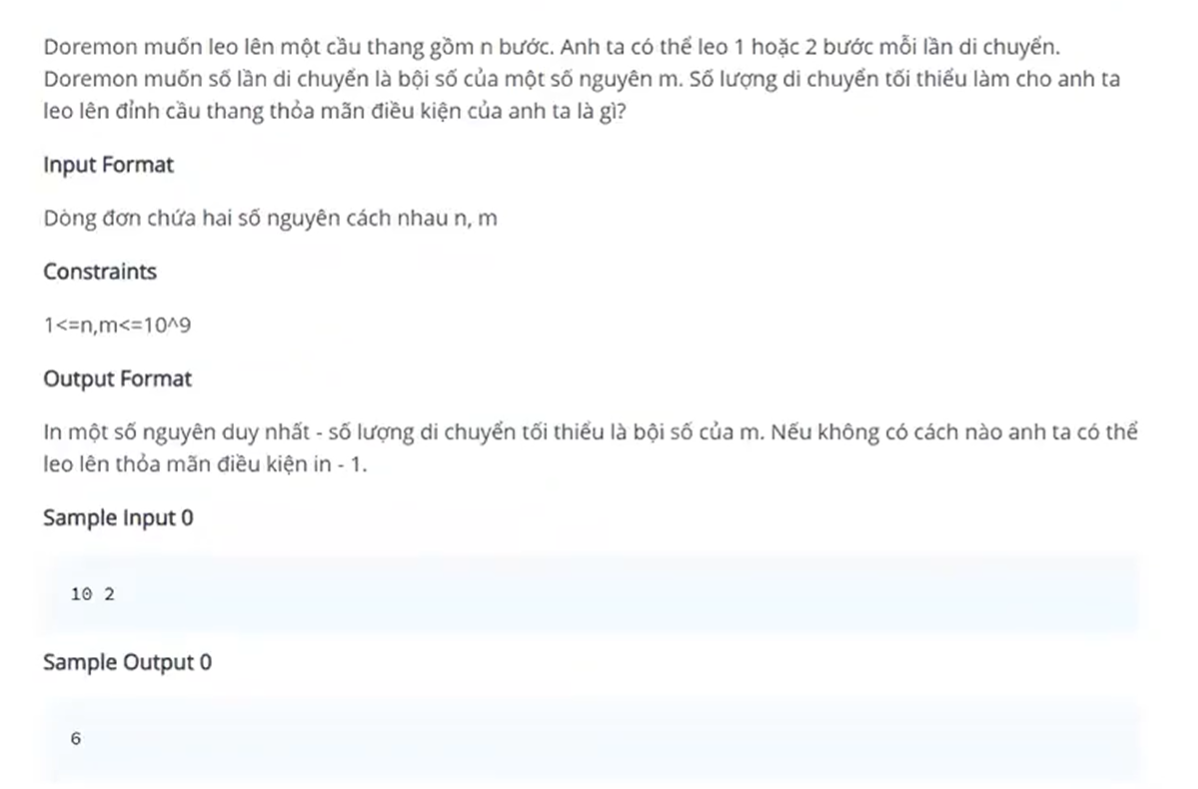 Doremon muốn leo lên một cầu thang gồm n bước. Anh ta có thể leo 1 hoặc 2 bước mỗi lần di chuyển.
Doremon muốn số lần di chuyển là bội số của một số nguyên m. Số lượng di chuyển tối thiểu làm cho anh ta
leo lên đỉnh cầu thang thỏa mãn điều kiện của anh ta là gì?
Input Format
Dòng đơn chứa hai số nguyên cách nhau n, m
Constraints
1<=n,m<=10^9
Output Format
In một số nguyên duy nhất - số lượng di chuyển tối thiểu là bội số của m. Nếu không có cách nào anh ta có thể
leo lên thỏa mãn điều kiện in - 1.
Sample Input 0
10 2
Sample Output 0
6